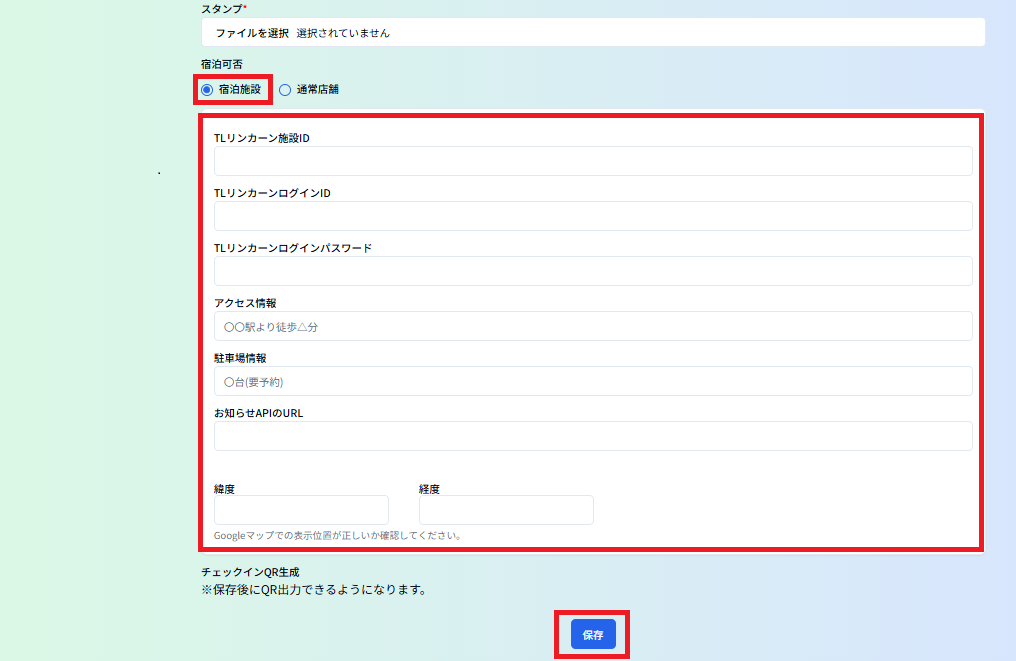 スタンプ*
ファイルを選択 選択されていません
宿泊可否
宿泊施設 通常店舗
TLリンカーン施設ID
TLリンカーンログインID
TLリンカーンログインパスワード
アクセス情報
〇〇駅より徒歩△分
駐車場情報
〇台(要予約)
お知らせAPIのURL
緯度 経度
Googleマップでの表示位置が正しいか確認してください。
チェックインQR生成
※保存後にQR出力できるようになります。
保存